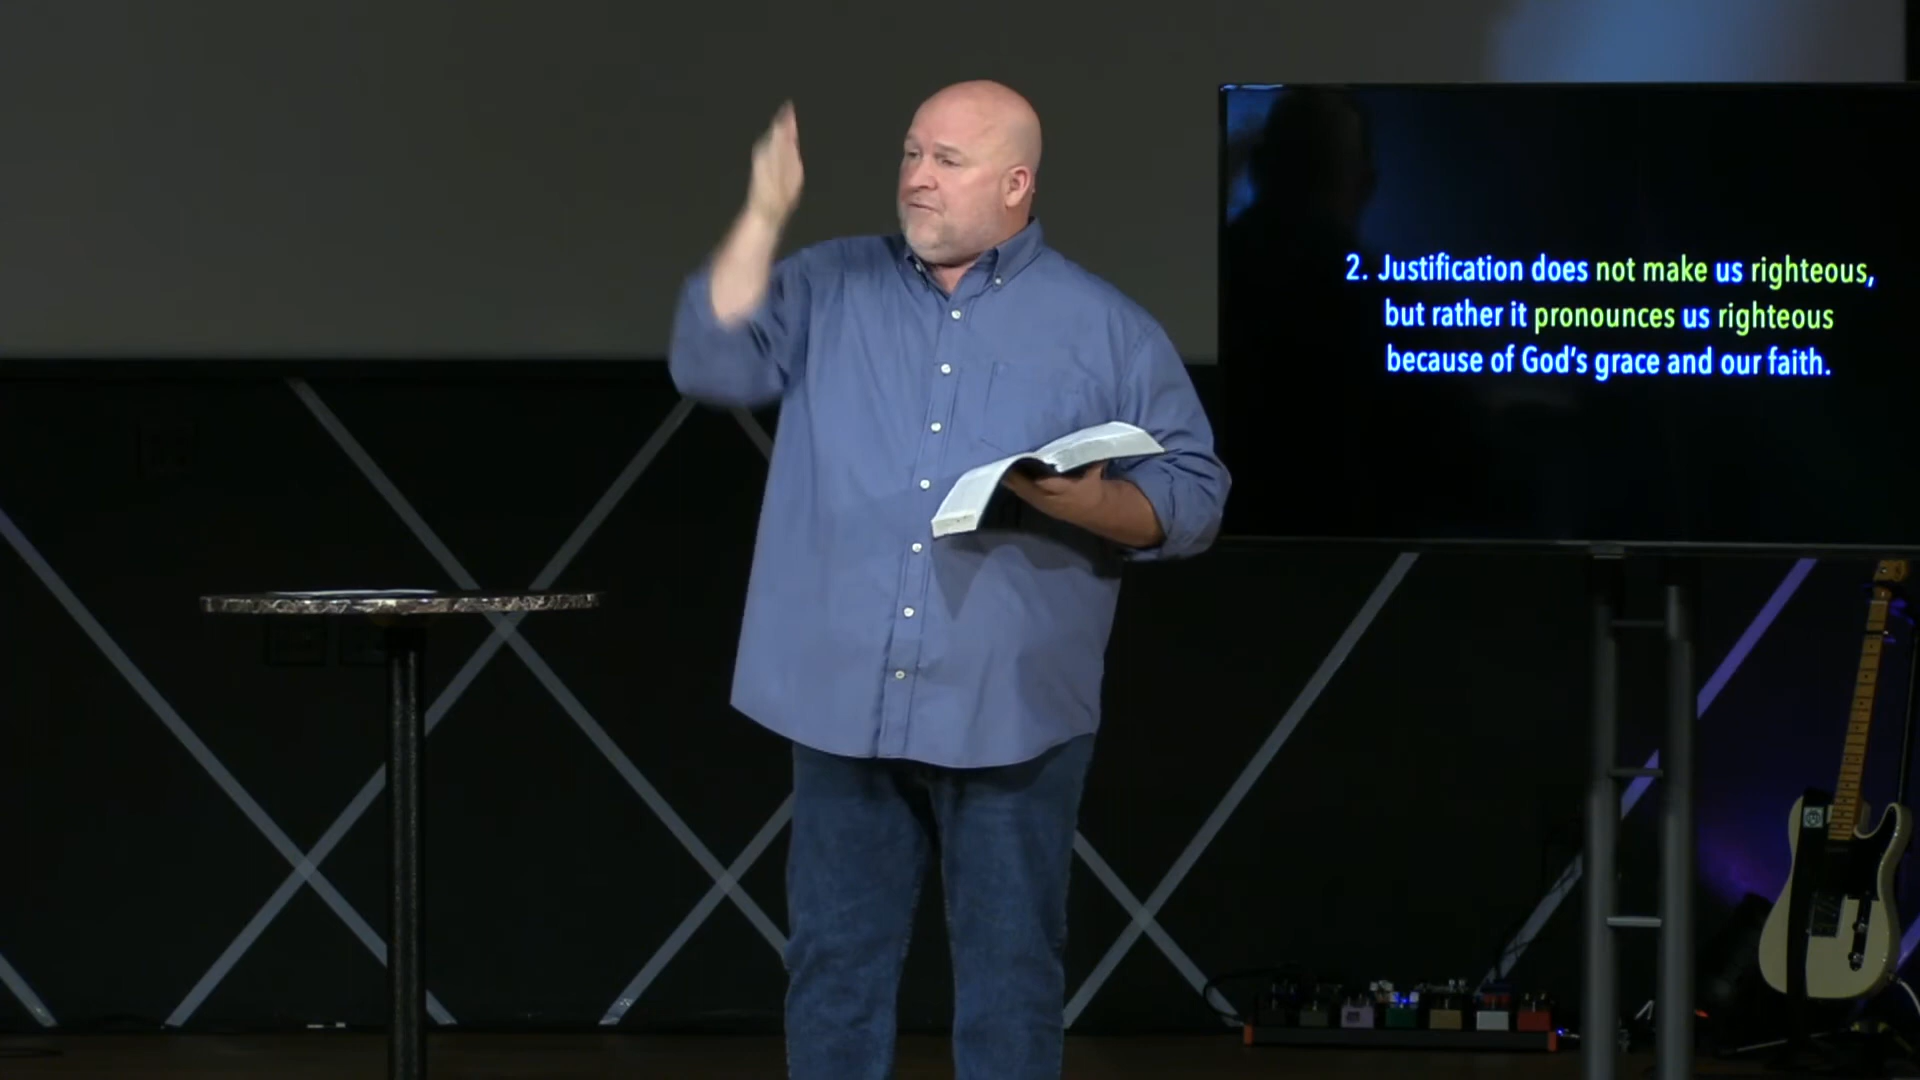 2. Justification does not make us righteous,
but rather it pronounces us righteous
because of God's grace and our faith.